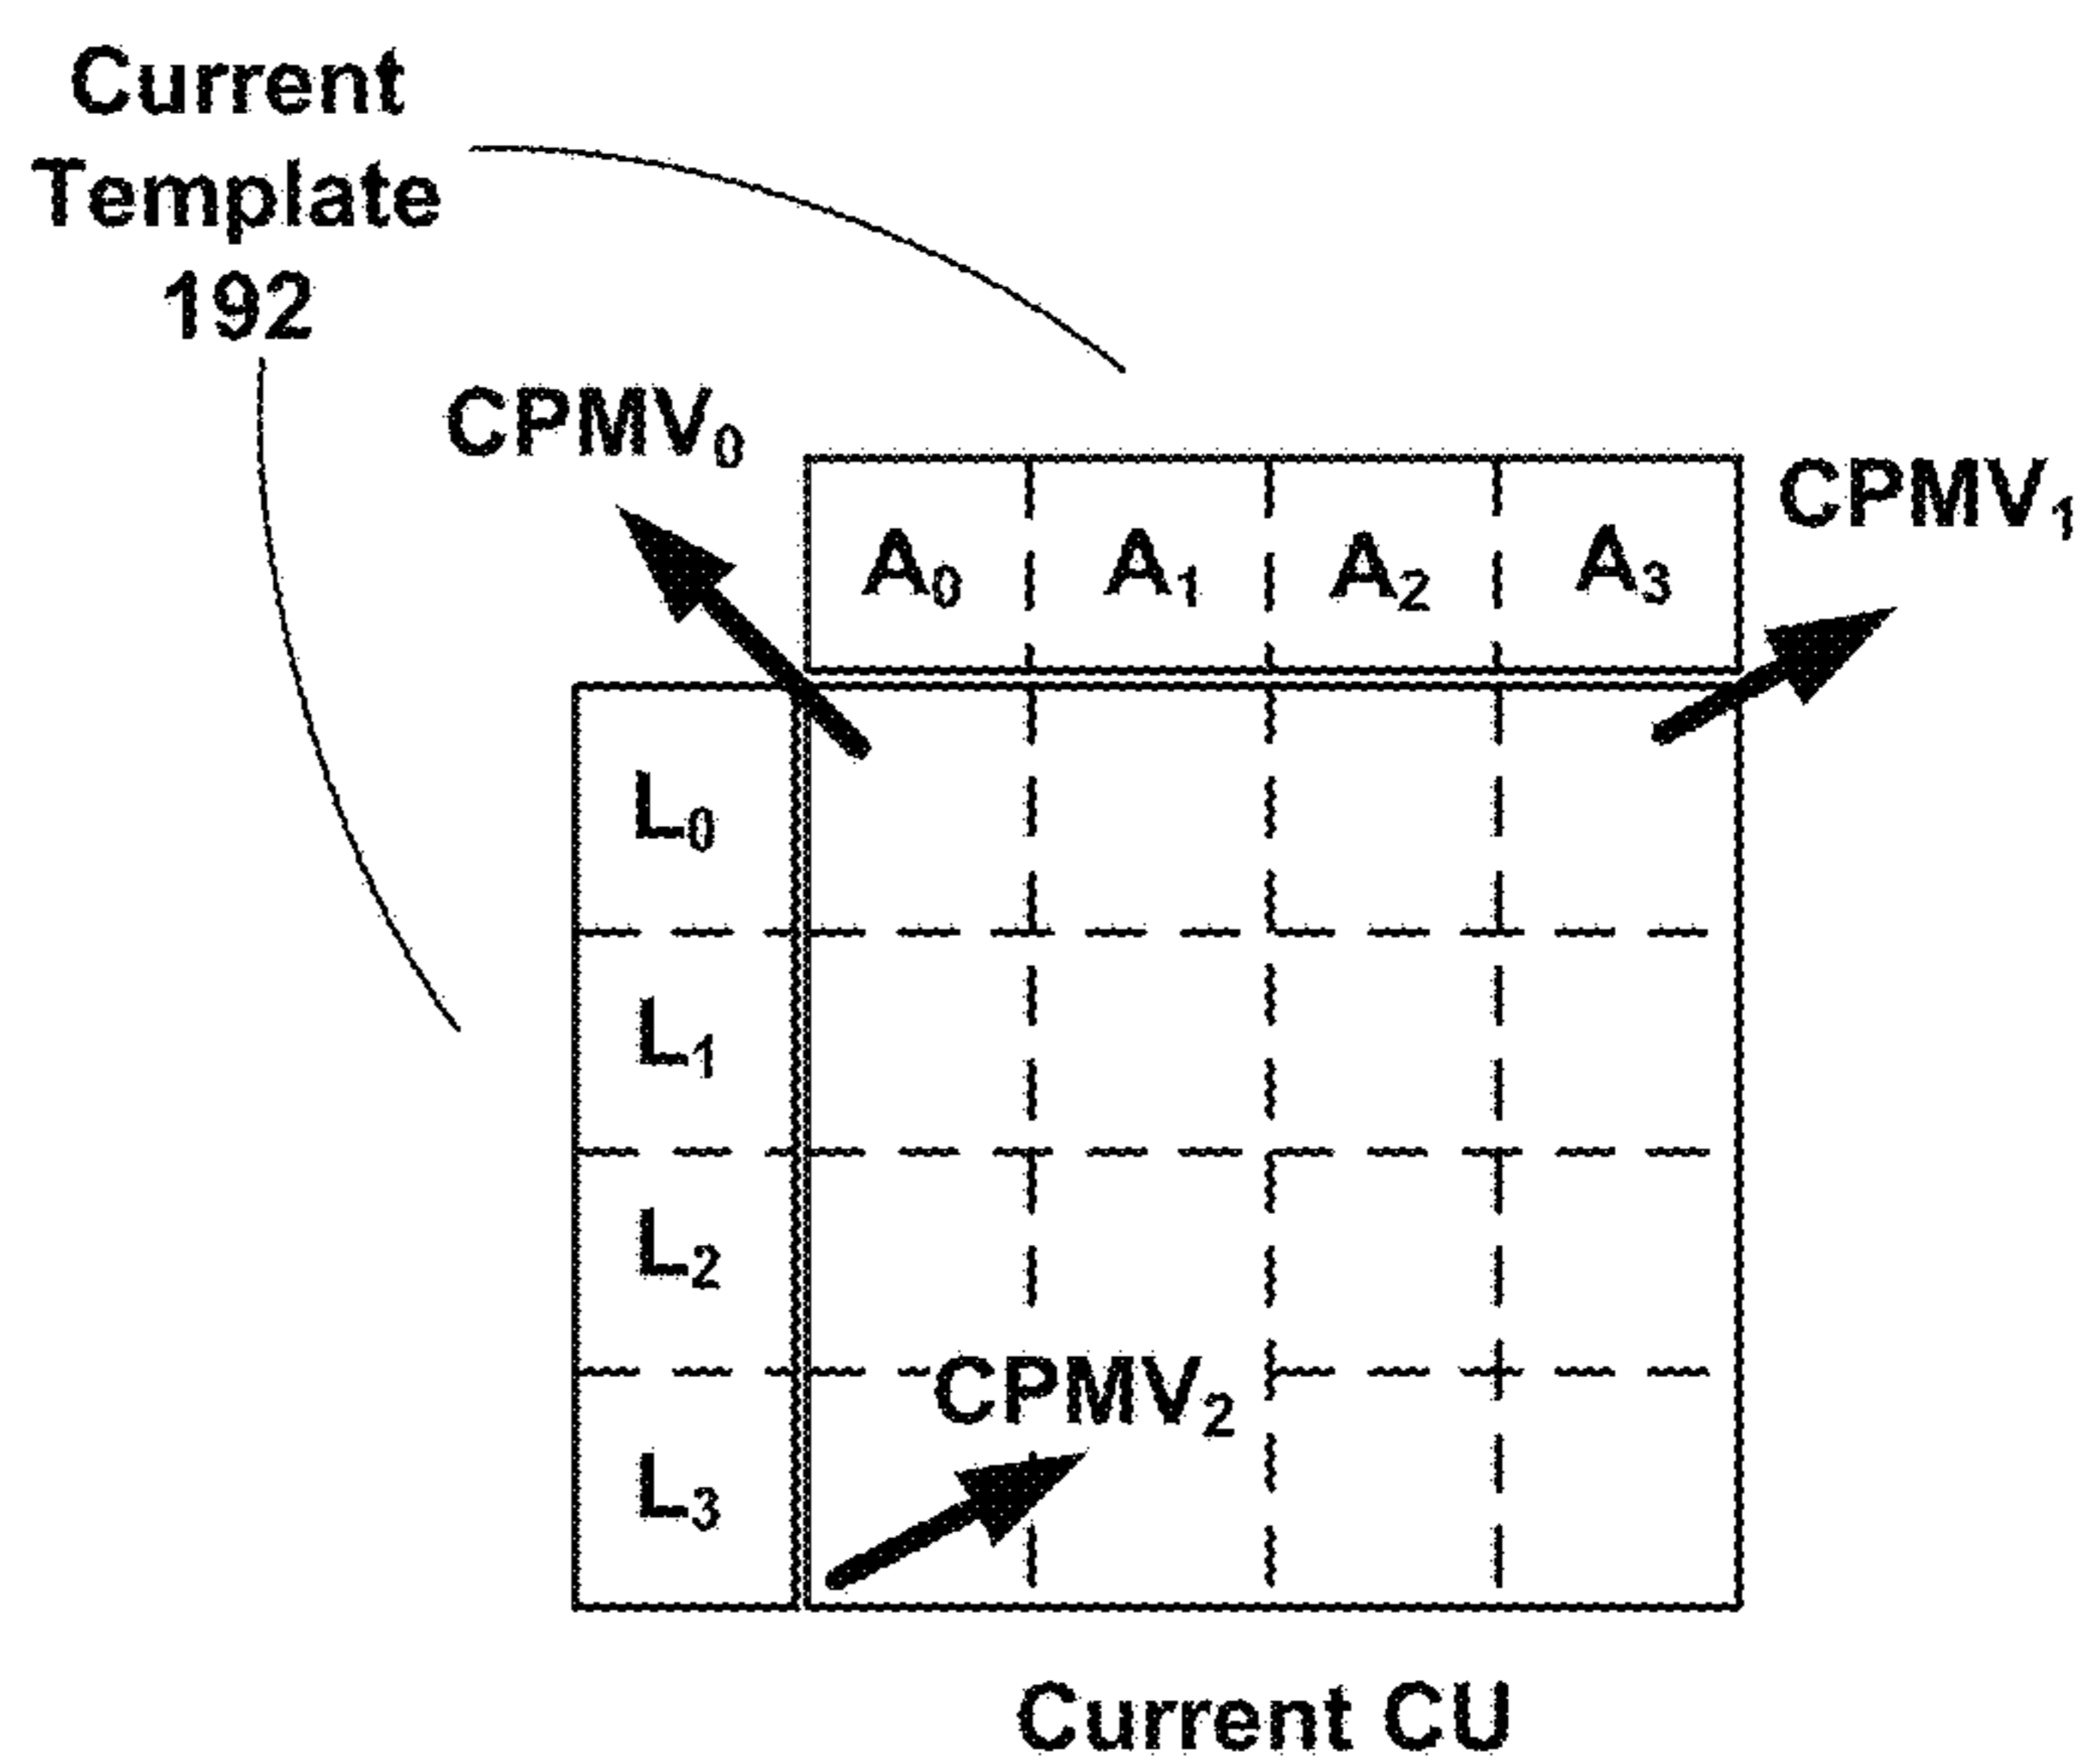 Current
Template
192
CPMV₀
CPMV₁
A₀ A₁ A₂ A₃
L₀
L₁
L₂
CPMV₂
L₃
Current CU